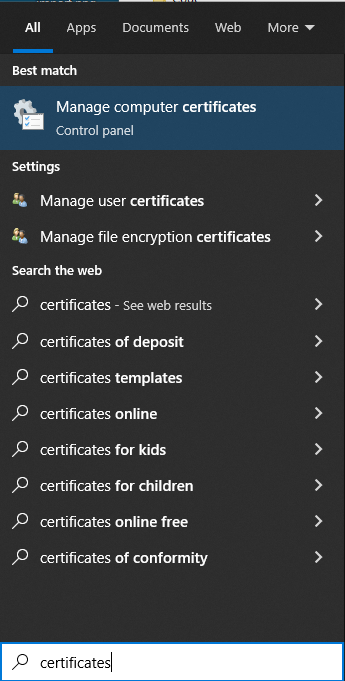 All Apps Documents Web More
Best match
Manage computer certificates
Control panel
Settings
Manage user certificates
Manage file encryption certificates
Search the web
certificates - See web results
certificates of deposit
certificates templates
certificates online
certificates for kids
certificates for children
certificates online free
certificates of conformity
certificates